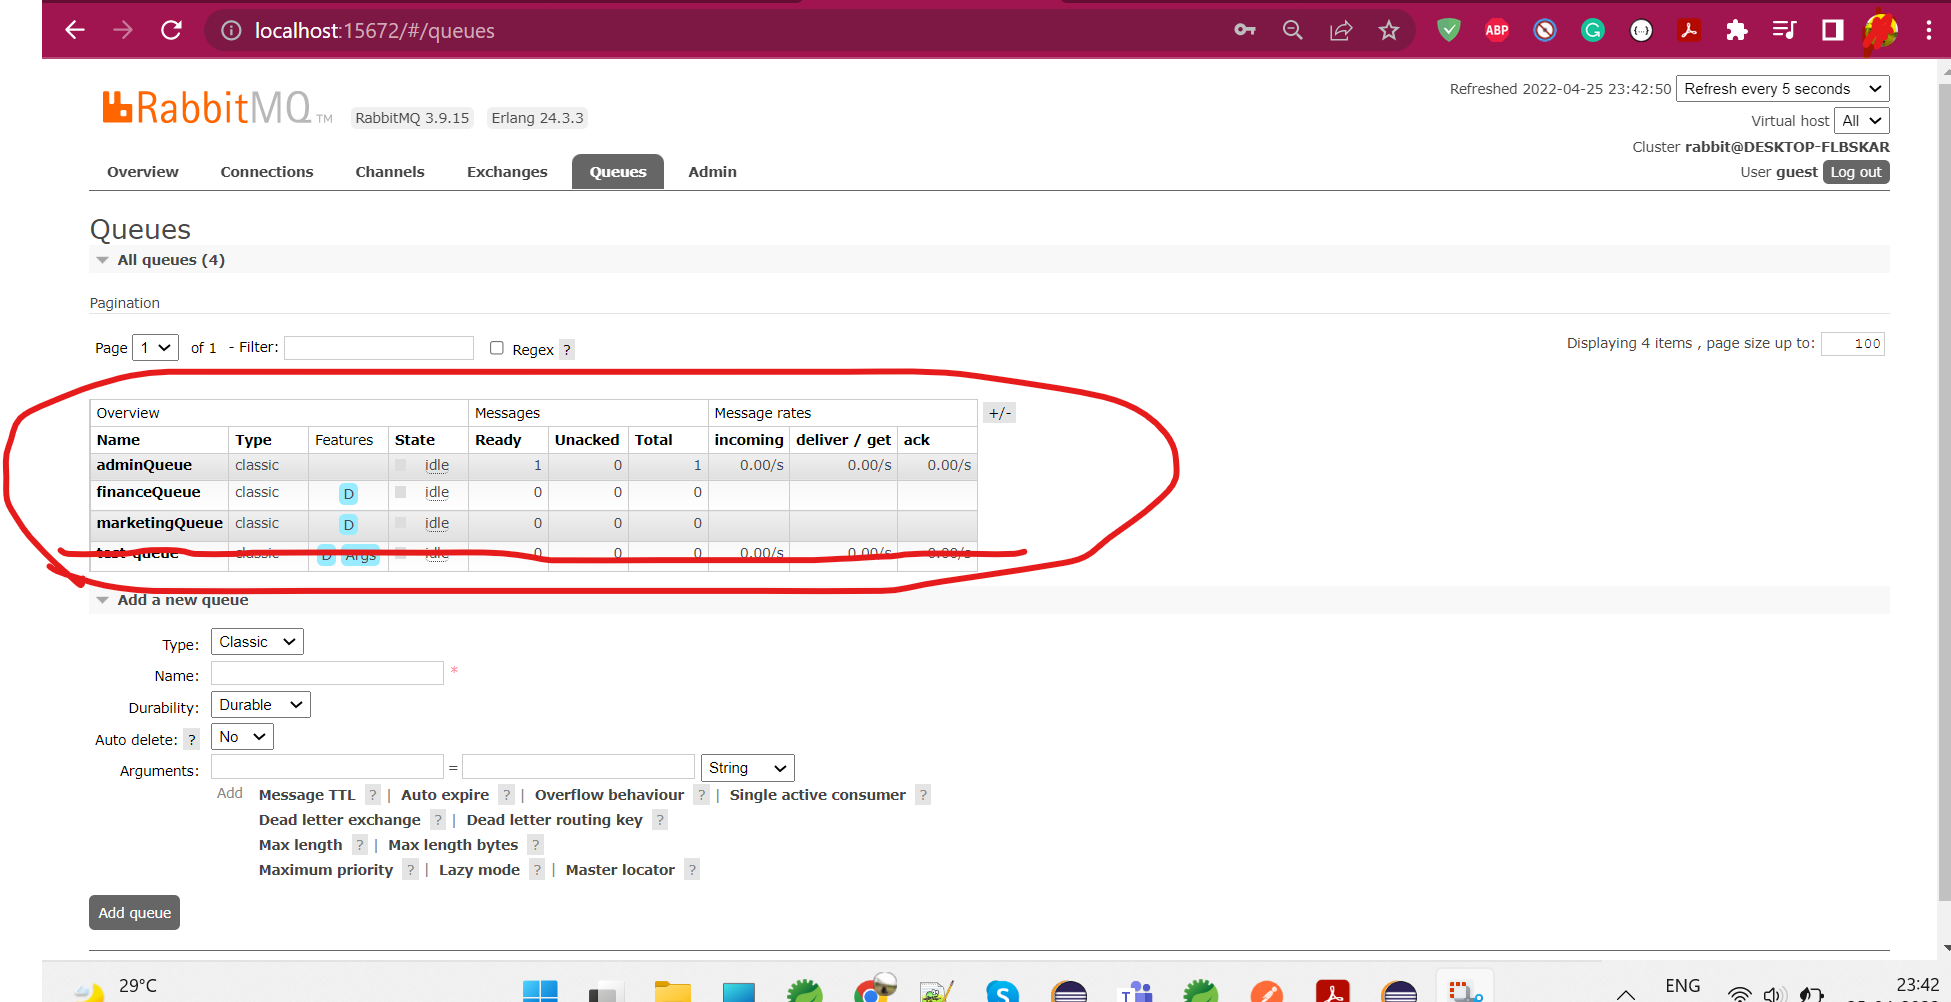 localhost:15672/#/queues
ABP
Refreshed 2022-04-25 23:42:50 Refresh every 5 seconds
RabbitMQ TM RabbitMQ 3.9.15 Erlang 24.3.3
Virtual host All
Cluster rabbit@DESKTOP-FLBSKAR
User guest Log out
Overview Connections Channels Exchanges Queues Admin
Queues
All queues (4)
Pagination
Page 1 of 1 - Filter: Regex ?
Displaying 4 items , page size up to: 100
Overview Messages Message rates +/-
Name Type Features State Ready Unacked Total incoming deliver / get ack
adminQueue classic idle 1 0 1 0.00/s 0.00/s 0.00/s
financeQueue classic D idle 0 0 0
marketingQueue classic D idle 0 0 0
test-queue classic D Args idle 0 0 0 0.00/s 0.00/s 0.00/s
Add a new queue
Type: Classic
Name: *
Durability: Durable
Auto delete: ? No
Arguments: = String
Add Message TTL ? | Auto expire ? | Overflow behaviour ? | Single active consumer ?
Dead letter exchange ? | Dead letter routing key ?
Max length ? | Max length bytes ?
Maximum priority ? | Lazy mode ? | Master locator ?
Add queue
29°C
ENG
23:42